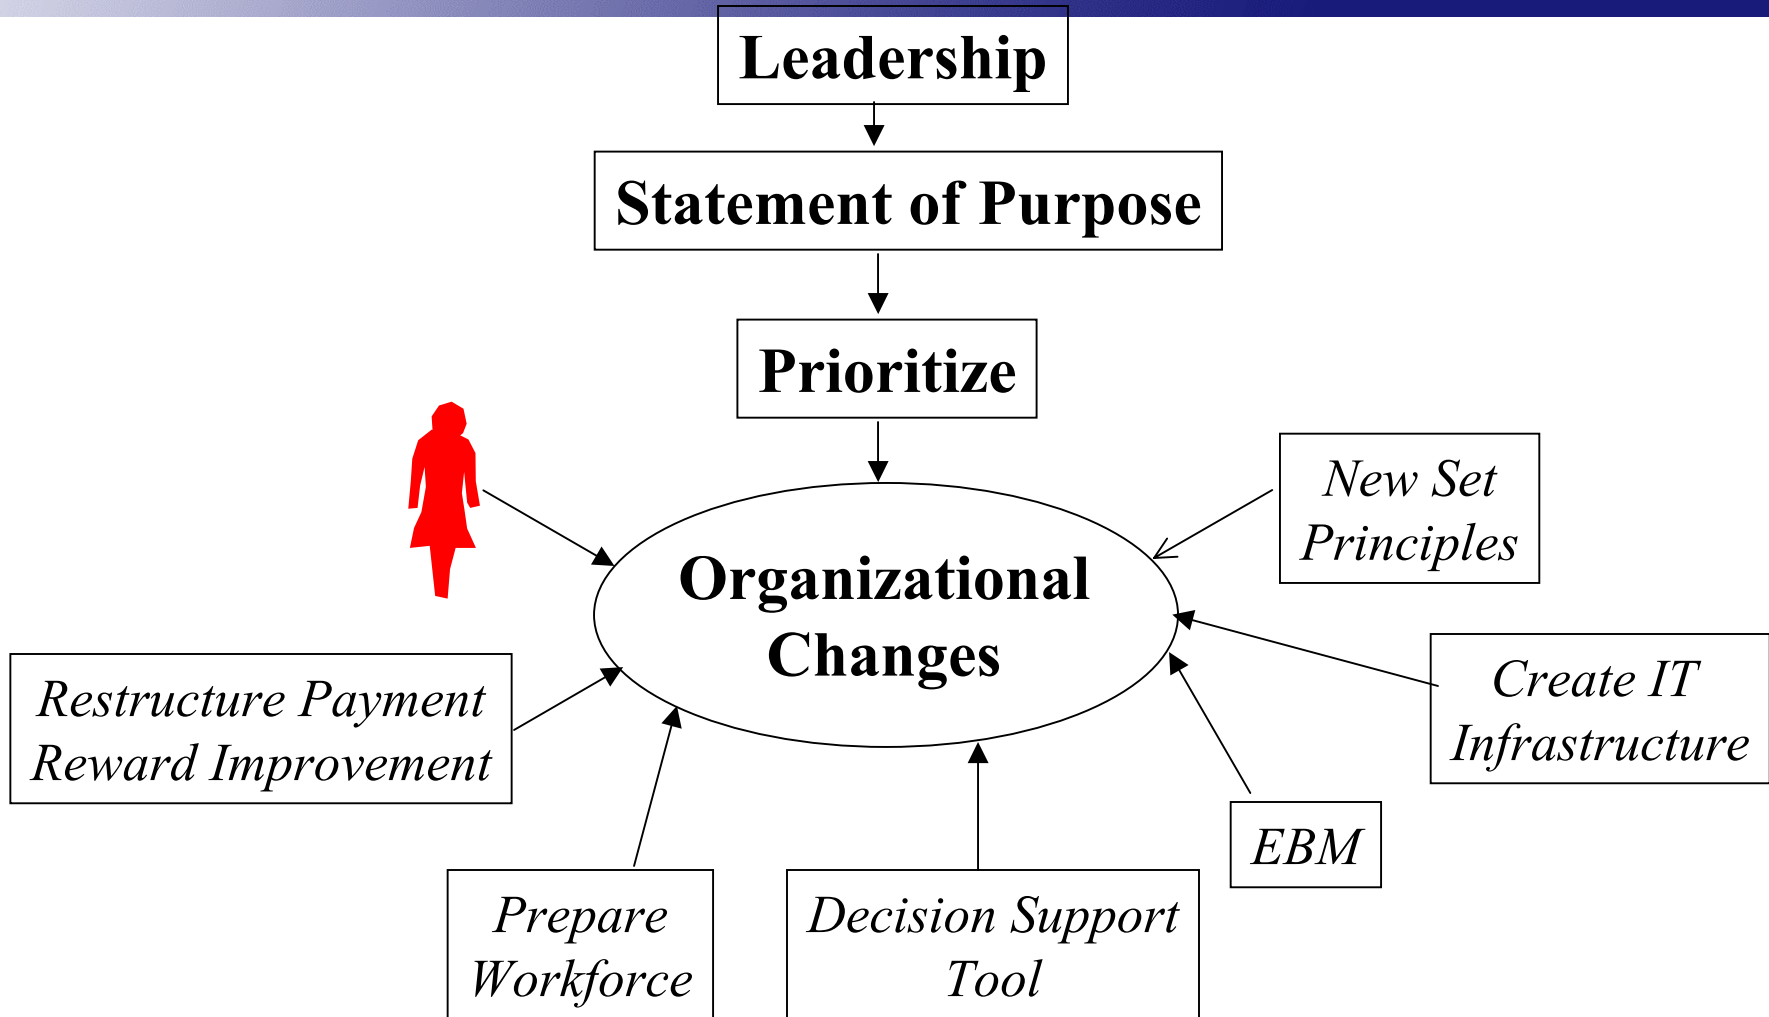 Leadership
Statement of Purpose
Prioritize
Organizational
Changes
New Set
Principles
Create IT
Infrastructure
Restructure Payment
Reward Improvement
EBM
Prepare
Workforce
Decision Support
Tool